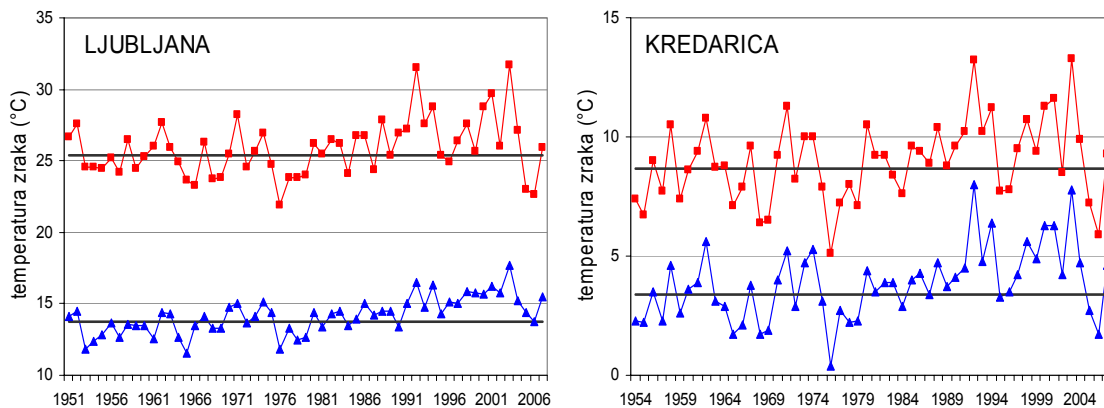 LJUBLJANA
temperatura zraka (°C)
35
30
25
20
15
10
1951 1956 1961 1966 1971 1976 1981 1986 1991 1996 2001 2006
KREDARICA
temperatura zraka (°C)
15
10
5
0
1954 1959 1964 1969 1974 1979 1984 1989 1994 1999 2004